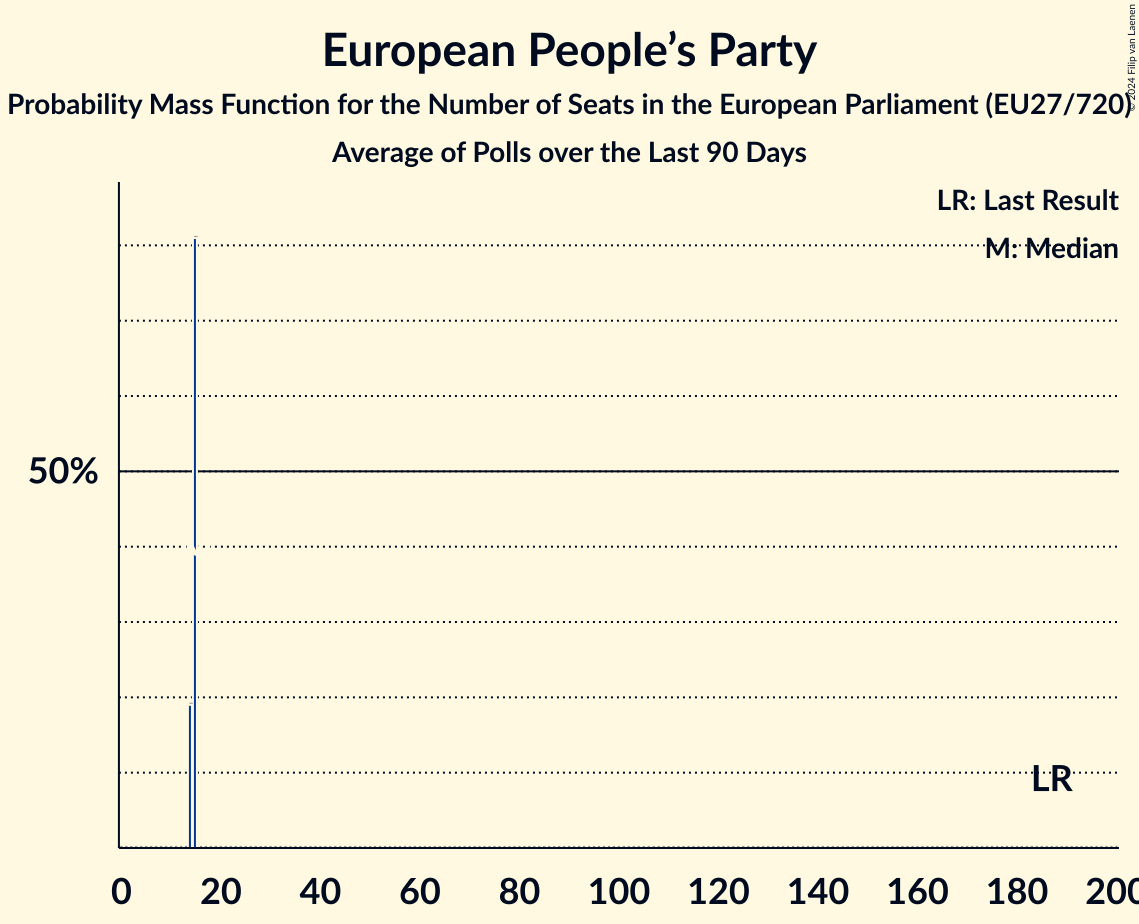 European People’s Party
Probability Mass Function for the Number of Seats in the European Parliament (EU27/720)
Average of Polls over the Last 90 Days
© 2024 Filip van Laenen
LR: Last Result
M: Median
50%
LR
0 20 40 60 80 100 120 140 160 180 200